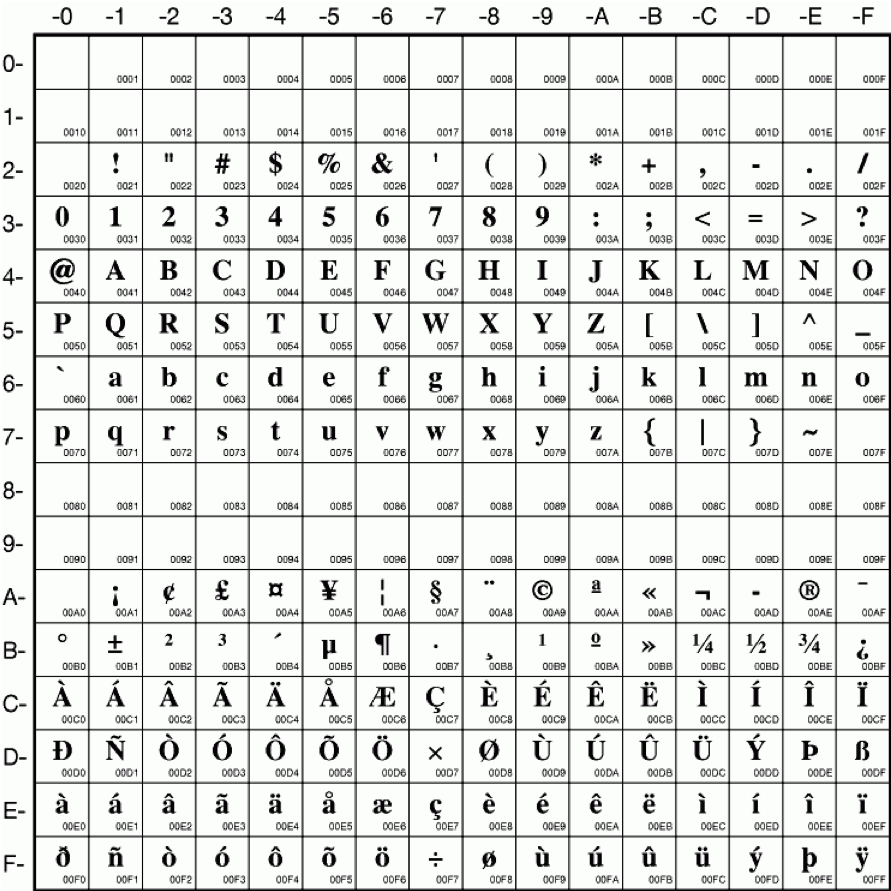 -0 -1 -2 -3 -4 -5 -6 -7 -8 -9 -A -B -C -D -E -F
0-
0001 0002 0003 0004 0005 0006 0007 0008 0009 000A 000B 000C 000D 000E 000F
1-
0010 0011 0012 0013 0014 0015 0016 0017 0018 0019 001A 001B 001C 001D 001E 001F
2- ! " # $ % & ' ( ) * + , - . /
0020 0021 0022 0023 0024 0025 0026 0027 0028 0029 002A 002B 002C 002D 002E 002F
3- 0 1 2 3 4 5 6 7 8 9 : ; < = > ?
0030 0031 0032 0033 0034 0035 0036 0037 0038 0039 003A 003B 003C 003D 003E 003F
4- @ A B C D E F G H I J K L M N O
0040 0041 0042 0043 0044 0045 0046 0047 0048 0049 004A 004B 004C 004D 004E 004F
5- P Q R S T U V W X Y Z [ \ ] ^ _
0050 0051 0052 0053 0054 0055 0056 0057 0058 0059 005A 005B 005C 005D 005E 005F
6- ` a b c d e f g h i j k l m n o
0060 0061 0062 0063 0064 0065 0066 0067 0068 0069 006A 006B 006C 006D 006E 006F
7- p q r s t u v w x y z { | } ~
0070 0071 0072 0073 0074 0075 0076 0077 0078 0079 007A 007B 007C 007D 007E 007F
8-
0080 0081 0082 0083 0084 0085 0086 0087 0088 0089 008A 008B 008C 008D 008E 008F
9-
0090 0091 0092 0093 0094 0095 0096 0097 0098 0099 009A 009B 009C 009D 009E 009F
A- ¡ ¢ £ ¤ ¥ ¦ § ¨ © ª « ¬ - ® ¯
00A0 00A1 00A2 00A3 00A4 00A5 00A6 00A7 00A8 00A9 00AA 00AB 00AC 00AD 00AE 00AF
B- ° ± ² ³ ´ µ ¶ · ¸ ¹ º » ¼ ½ ¾ ¿
00B0 00B1 00B2 00B3 00B4 00B5 00B6 00B7 00B8 00B9 00BA 00BB 00BC 00BD 00BE 00BF
C- À Á Â Ã Ä Å Æ Ç È É Ê Ë Ì Í Î Ï
00C0 00C1 00C2 00C3 00C4 00C5 00C6 00C7 00C8 00C9 00CA 00CB 00CC 00CD 00CE 00CF
D- Ð Ñ Ò Ó Ô Õ Ö × Ø Ù Ú Û Ü Ý Þ ß
00D0 00D1 00D2 00D3 00D4 00D5 00D6 00D7 00D8 00D9 00DA 00DB 00DC 00DD 00DE 00DF
E- à á â ã ä å æ ç è é ê ë ì í î ï
00E0 00E1 00E2 00E3 00E4 00E5 00E6 00E7 00E8 00E9 00EA 00EB 00EC 00ED 00EE 00EF
F- ð ñ ò ó ô õ ö ÷ ø ù ú û ü ý þ ÿ
00F0 00F1 00F2 00F3 00F4 00F5 00F6 00F7 00F8 00F9 00FA 00FB 00FC 00FD 00FE 00FF